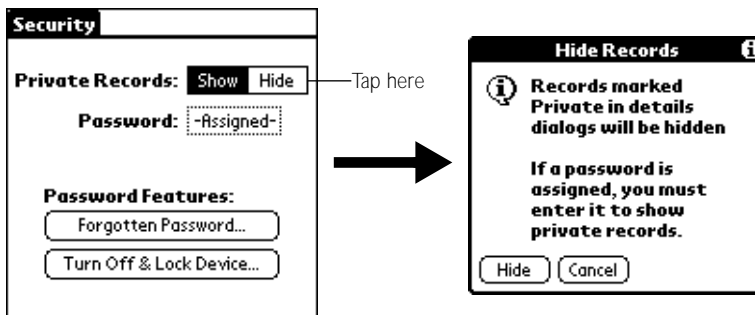 Security
Private Records: Show Hide
Tap here
Password: -Assigned-
Password Features:
Forgotten Password...
Turn Off & Lock Device...
Hide Records
Records marked
Private in details
dialogs will be hidden
If a password is
assigned, you must
enter it to show
private records.
Hide Cancel